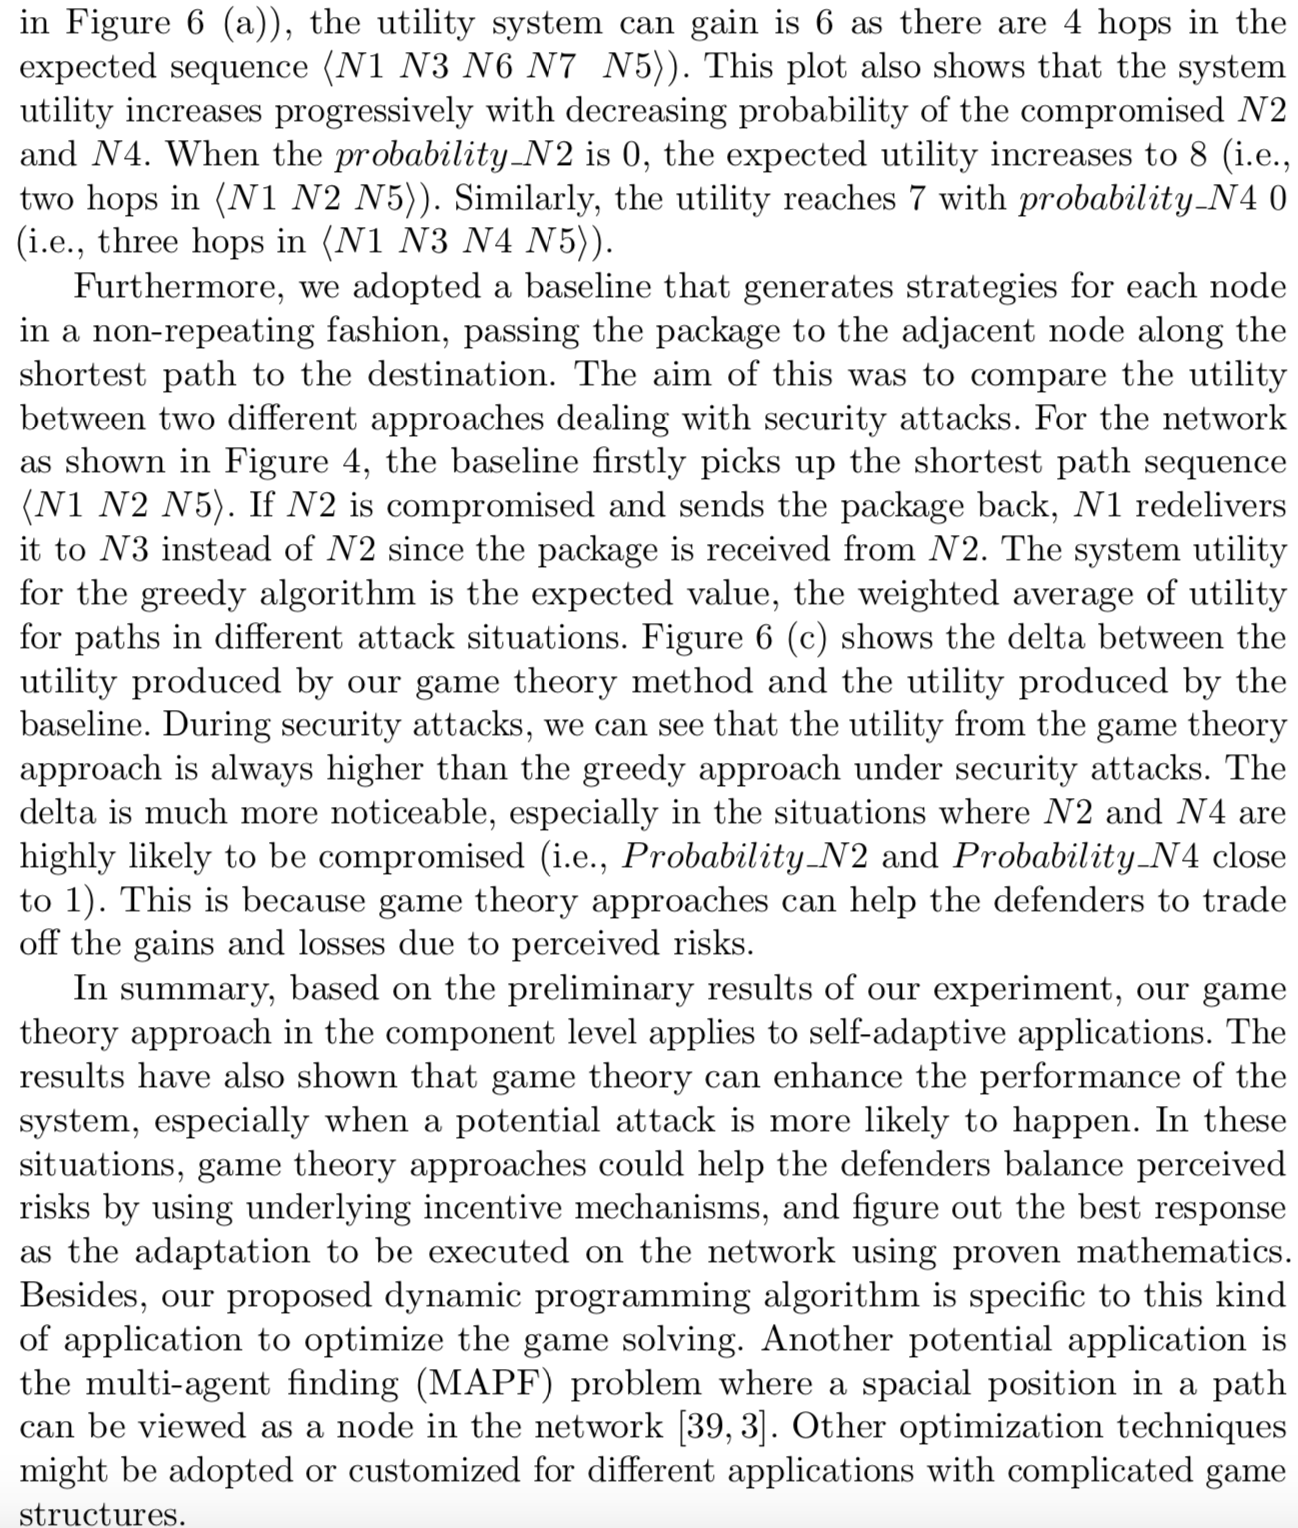 in Figure 6 (a)), the utility system can gain is 6 as there are 4 hops in the
expected sequence ⟨N1 N3 N6 N7 N5⟩). This plot also shows that the system
utility increases progressively with decreasing probability of the compromised N2
and N4. When the probability_N2 is 0, the expected utility increases to 8 (i.e.,
two hops in ⟨N1 N2 N5⟩). Similarly, the utility reaches 7 with probability_N4 0
(i.e., three hops in ⟨N1 N3 N4 N5⟩).
Furthermore, we adopted a baseline that generates strategies for each node
in a non-repeating fashion, passing the package to the adjacent node along the
shortest path to the destination. The aim of this was to compare the utility
between two different approaches dealing with security attacks. For the network
as shown in Figure 4, the baseline firstly picks up the shortest path sequence
⟨N1 N2 N5⟩. If N2 is compromised and sends the package back, N1 redelivers
it to N3 instead of N2 since the package is received from N2. The system utility
for the greedy algorithm is the expected value, the weighted average of utility
for paths in different attack situations. Figure 6 (c) shows the delta between the
utility produced by our game theory method and the utility produced by the
baseline. During security attacks, we can see that the utility from the game theory
approach is always higher than the greedy approach under security attacks. The
delta is much more noticeable, especially in the situations where N2 and N4 are
highly likely to be compromised (i.e., Probability_N2 and Probability_N4 close
to 1). This is because game theory approaches can help the defenders to trade
off the gains and losses due to perceived risks.
In summary, based on the preliminary results of our experiment, our game
theory approach in the component level applies to self-adaptive applications. The
results have also shown that game theory can enhance the performance of the
system, especially when a potential attack is more likely to happen. In these
situations, game theory approaches could help the defenders balance perceived
risks by using underlying incentive mechanisms, and figure out the best response
as the adaptation to be executed on the network using proven mathematics.
Besides, our proposed dynamic programming algorithm is specific to this kind
of application to optimize the game solving. Another potential application is
the multi-agent finding (MAPF) problem where a spacial position in a path
can be viewed as a node in the network [39, 3]. Other optimization techniques
might be adopted or customized for different applications with complicated game
structures.